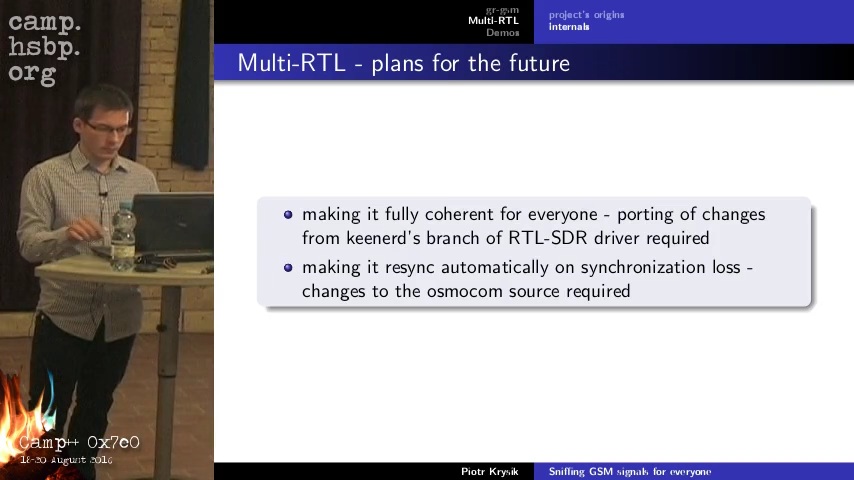 camp.
hsbp.
org
gr-gsm
Multi-RTL
Demos
project's origins
internals
Multi-RTL - plans for the future
making it fully coherent for everyone - porting of changes
from keenerd's branch of RTL-SDR driver required
making it resync automatically on synchronization loss -
changes to the osmocom source required
Camp++ 0x7e0
18-20 August 2016
Piotr Krysik
Sniffing GSM signals for everyone